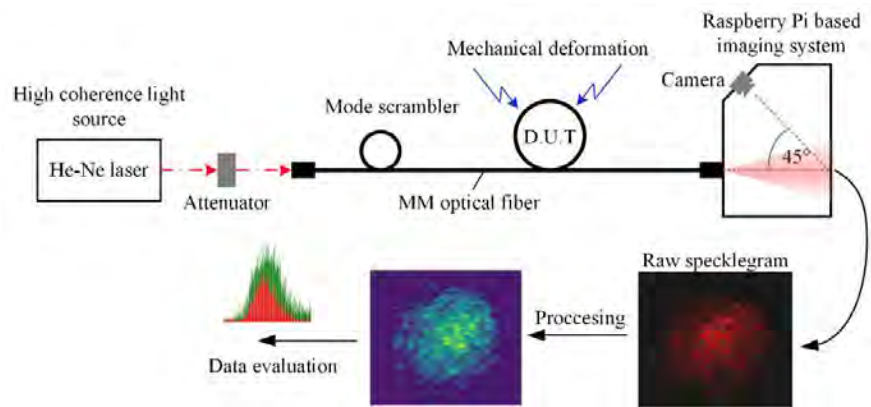 Raspberry Pi based
imaging system
Mechanical deformation
Camera
High coherence light
source
Mode scrambler
D.U.T
He-Ne laser
45°
Attenuator
MM optical fiber
Raw specklegram
Proccesing
Data evaluation